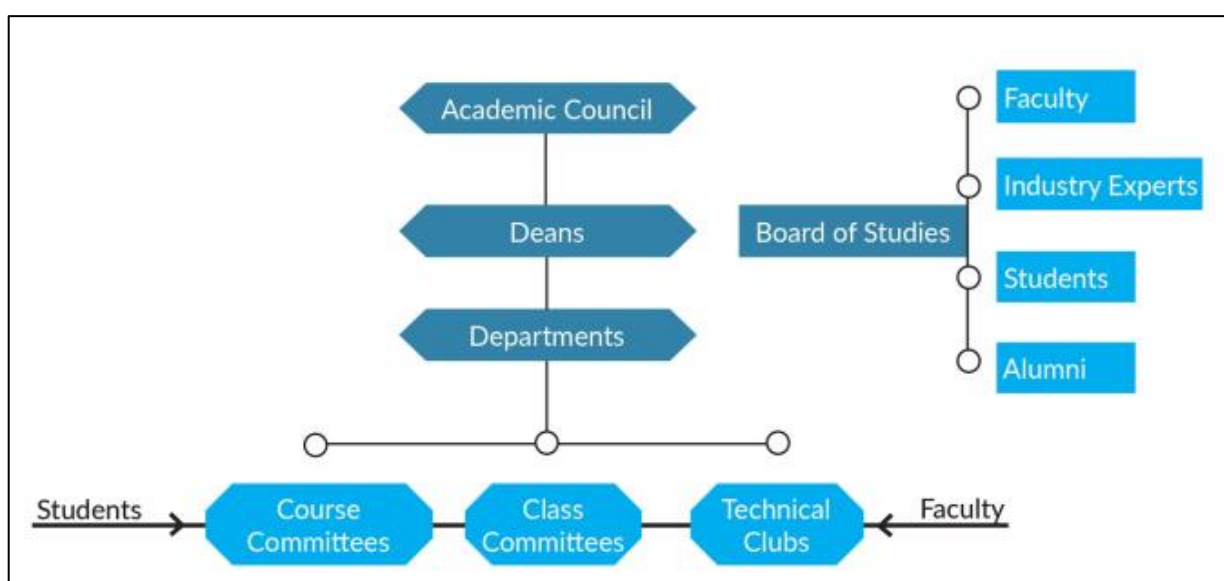 Academic Council
Deans
Departments
Board of Studies
Faculty
Industry Experts
Students
Alumni
Students
Course
Committees
Class
Committees
Technical
Clubs
Faculty